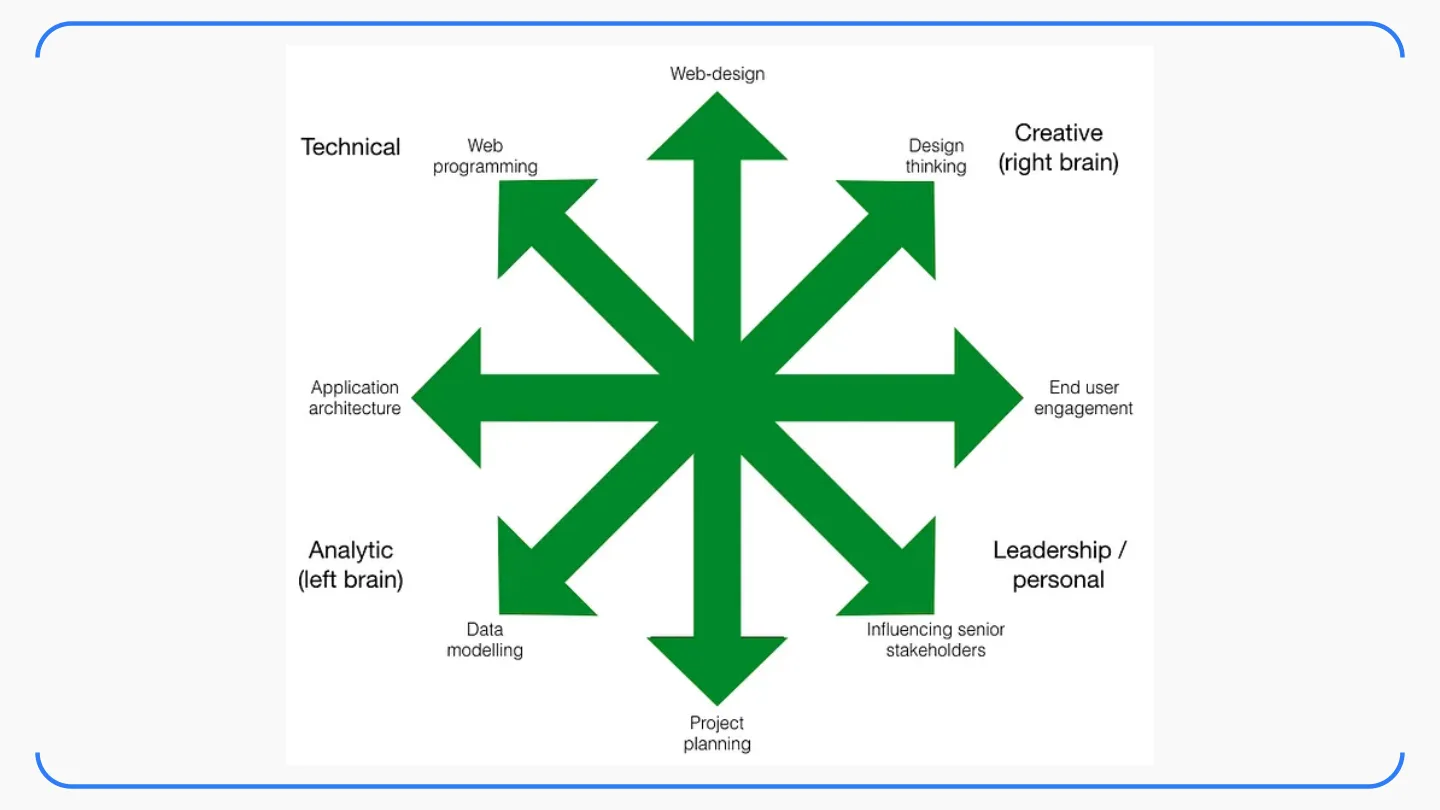 Web-design
Technical
Web
programming
Design
thinking
Creative
(right brain)
Application
architecture
End user
engagement
Analytic
(left brain)
Leadership /
personal
Data
modelling
Influencing senior
stakeholders
Project
planning